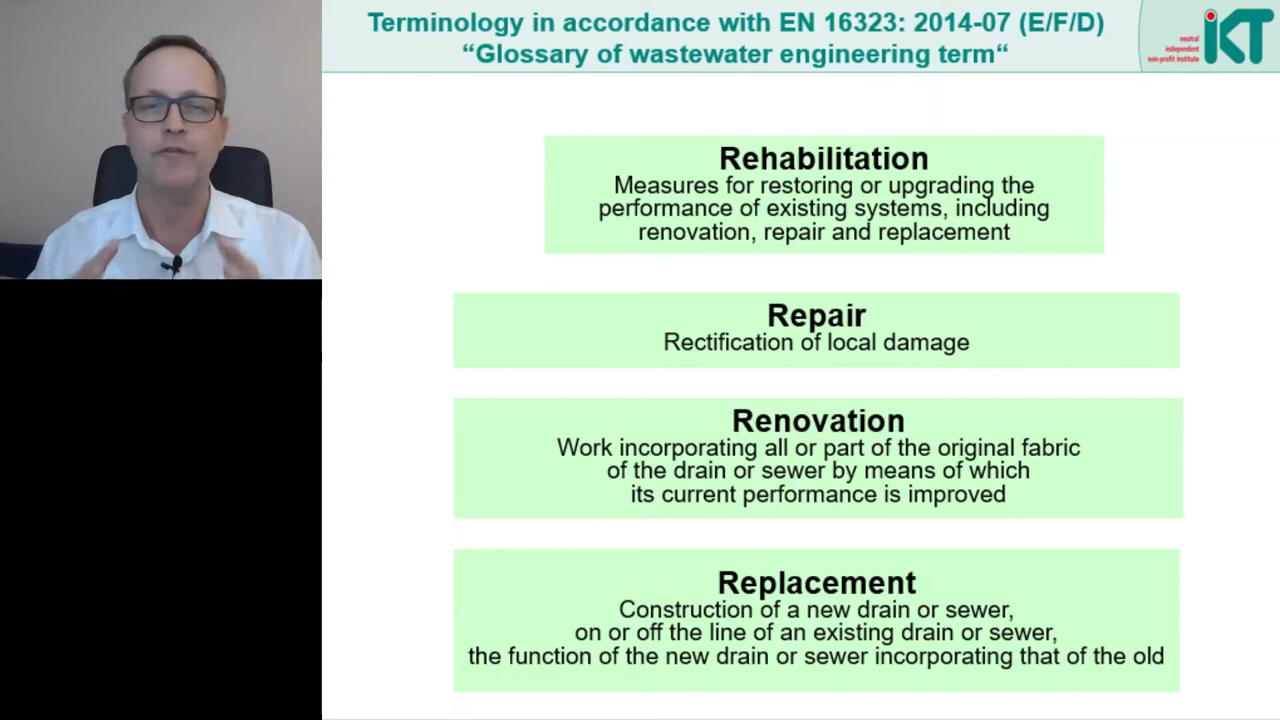 Terminology in accordance with EN 16323: 2014-07 (E/F/D)
“Glossary of wastewater engineering term“
neutral
independent
non-profit institute
iKT
Rehabilitation
Measures for restoring or upgrading the
performance of existing systems, including
renovation, repair and replacement
Repair
Rectification of local damage
Renovation
Work incorporating all or part of the original fabric
of the drain or sewer by means of which
its current performance is improved
Replacement
Construction of a new drain or sewer,
on or off the line of an existing drain or sewer,
the function of the new drain or sewer incorporating that of the old